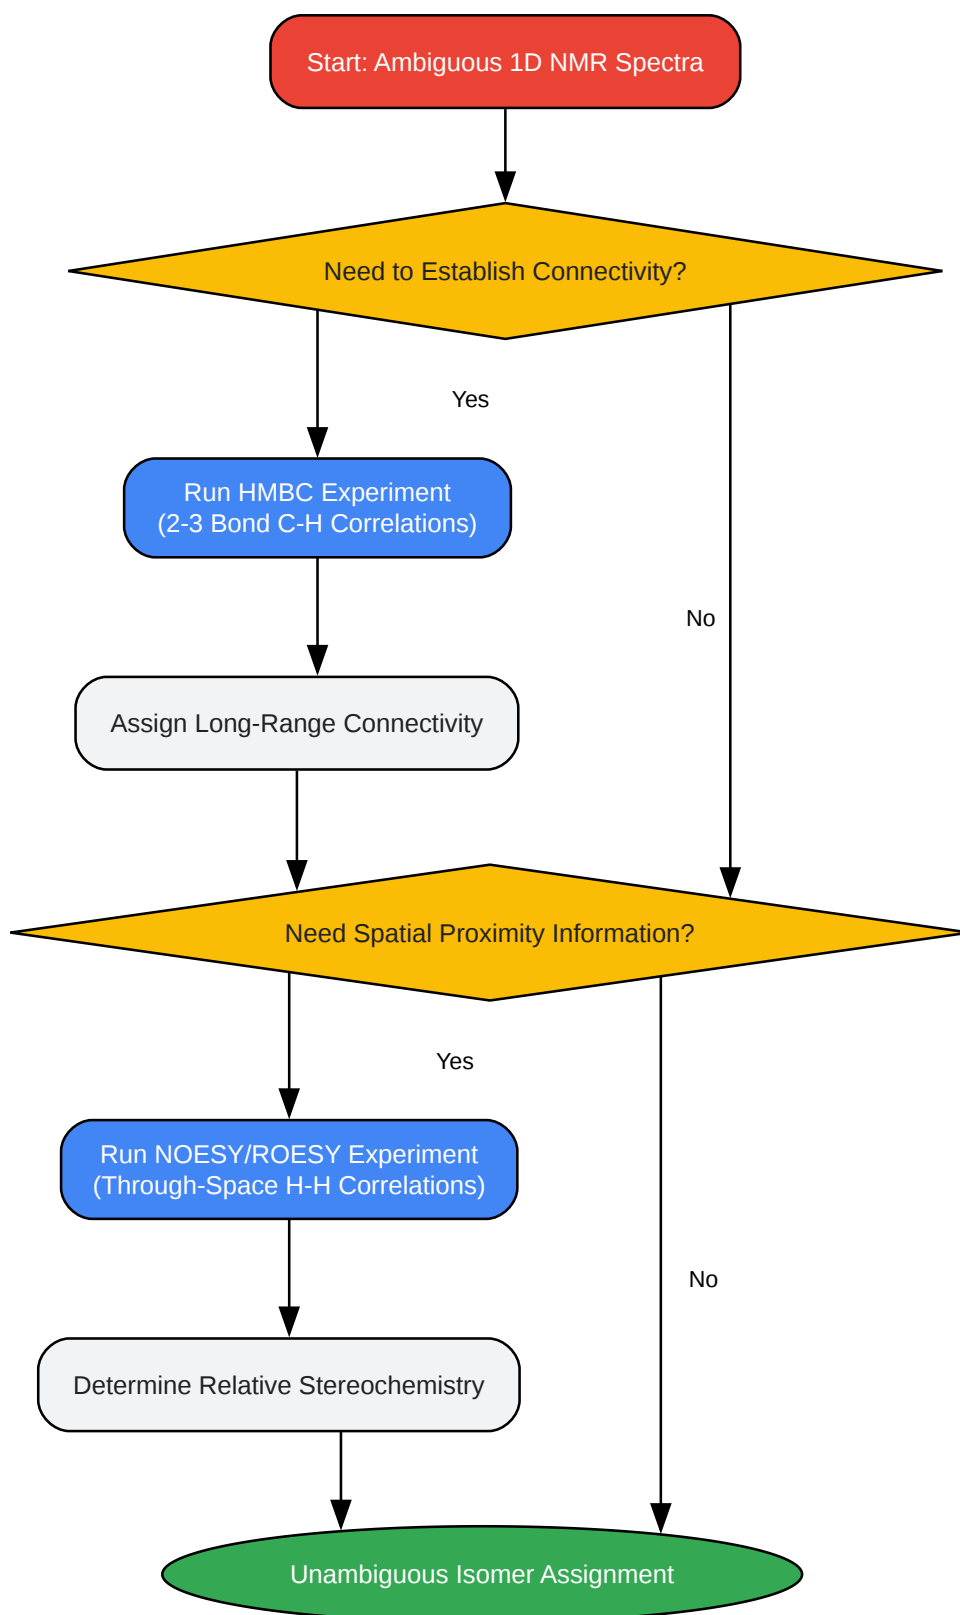 Start: Ambiguous 1D NMR Spectra
Need to Establish Connectivity?
Yes
Run HMBC Experiment
(2-3 Bond C-H Correlations)
No
Assign Long-Range Connectivity
Need Spatial Proximity Information?
Yes
Run NOESY/ROESY Experiment
(Through-Space H-H Correlations)
No
Determine Relative Stereochemistry
Unambiguous Isomer Assignment